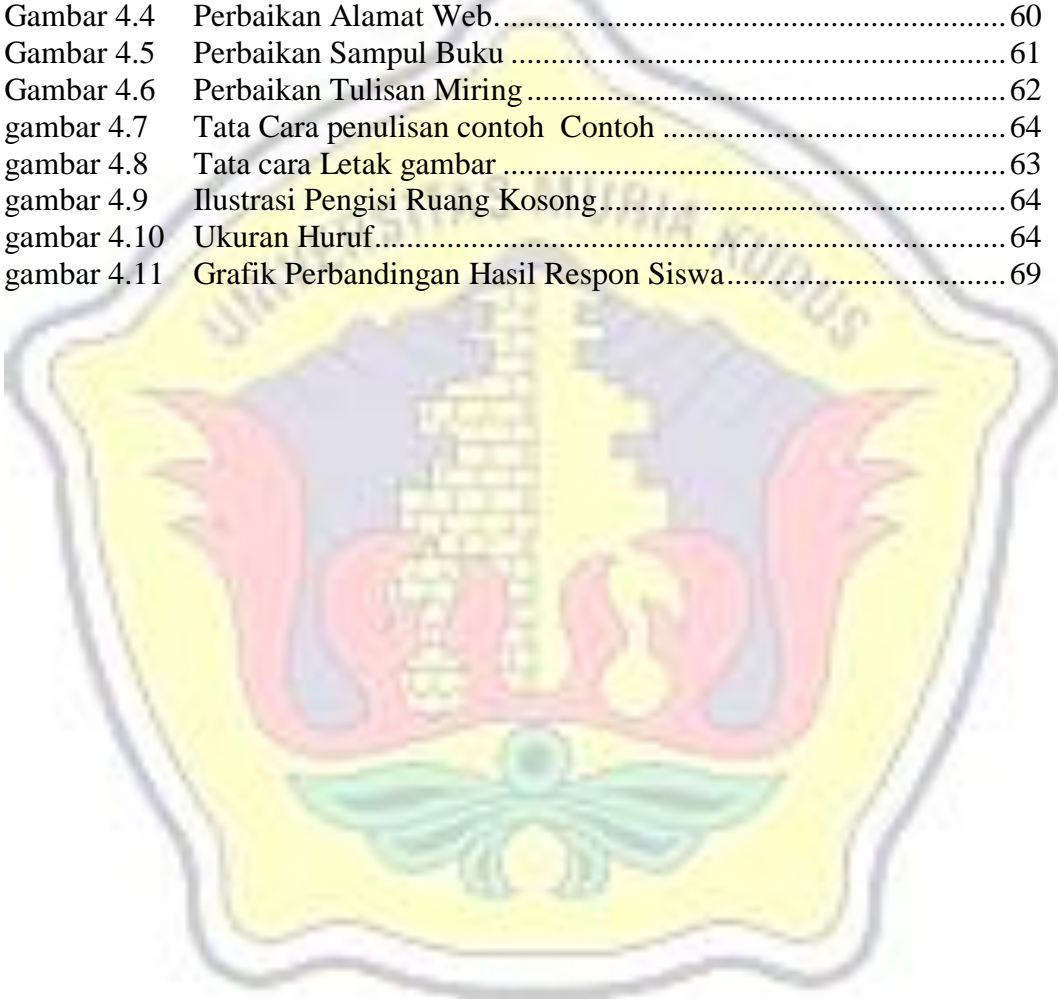 Gambar 4.4 Perbaikan Alamat Web................................................................ 60
Gambar 4.5 Perbaikan Sampul Buku .............................................................. 61
Gambar 4.6 Perbaikan Tulisan Miring ............................................................ 62
gambar 4.7 Tata Cara penulisan contoh  Contoh ........................................... 64
gambar 4.8 Tata cara Letak gambar ............................................................... 63
gambar 4.9 Ilustrasi Pengisi Ruang Kosong................................................... 64
gambar 4.10 Ukuran Huruf............................................................................... 64
gambar 4.11 Grafik Perbandingan Hasil Respon Siswa................................... 69
UNIVERSITAS MURIA KUDUS